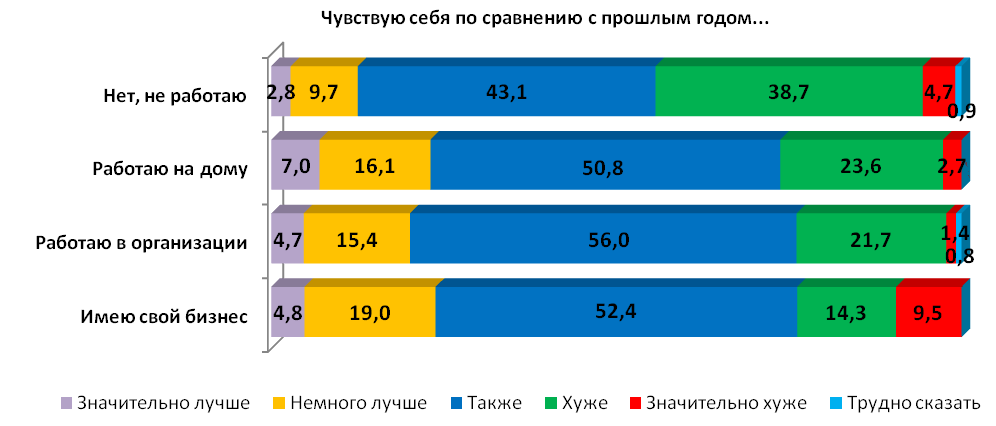 Чувствую себя по сравнению с прошлым годом...
Нет, не работаю
2,8 9,7 43,1 38,7 4,7 0,9
Работаю на дому
7,0 16,1 50,8 23,6 2,7
Работаю в организации
4,7 15,4 56,0 21,7 1,4 0,8
Имею свой бизнес
4,8 19,0 52,4 14,3 9,5
Значительно лучше Немного лучше Также Хуже Значительно хуже Трудно сказать